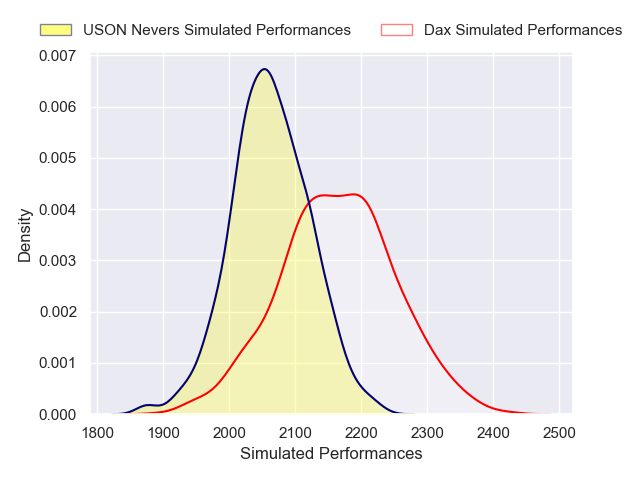 USON Nevers Simulated Performances Dax Simulated Performances
0.007
0.006
0.005
0.004
0.003
0.002
0.001
0.000
Density
1800 1900 2000 2100 2200 2300 2400 2500
Simulated Performances